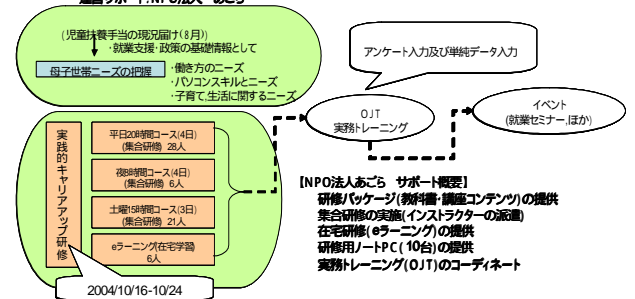 運営サポート:NPO法人 あごら
(児童扶養手当の現況届け(8月))
・就業支援・政策の基礎情報として
母子世帯ニーズの把握
・働き方のニーズ
・パソコンスキルとニーズ
・子育て,生活に関するニーズ
アンケート入力及び単純データ入力
OJT
実務トレーニング
イベント
(就業セミナー,ほか)
実践的キャリアアップ研修
平日20時間コース(4日)
(集合研修) 28人
夜8時間コース(4日)
(集合研修) 6人
土曜15時間コース(3日)
(集合研修) 21人
eラーニング(在宅学習)
6人
2004/10/16-10/24
【NPO法人あごら サポート概要】
研修パッケージ(教科書・講座コンテンツ)の提供
集合研修の実施(インストラクターの派遣)
在宅研修(eラーニング)の提供
研修用ノートPC(10台)の提供
実務トレーニング(OJT)のコーディネート